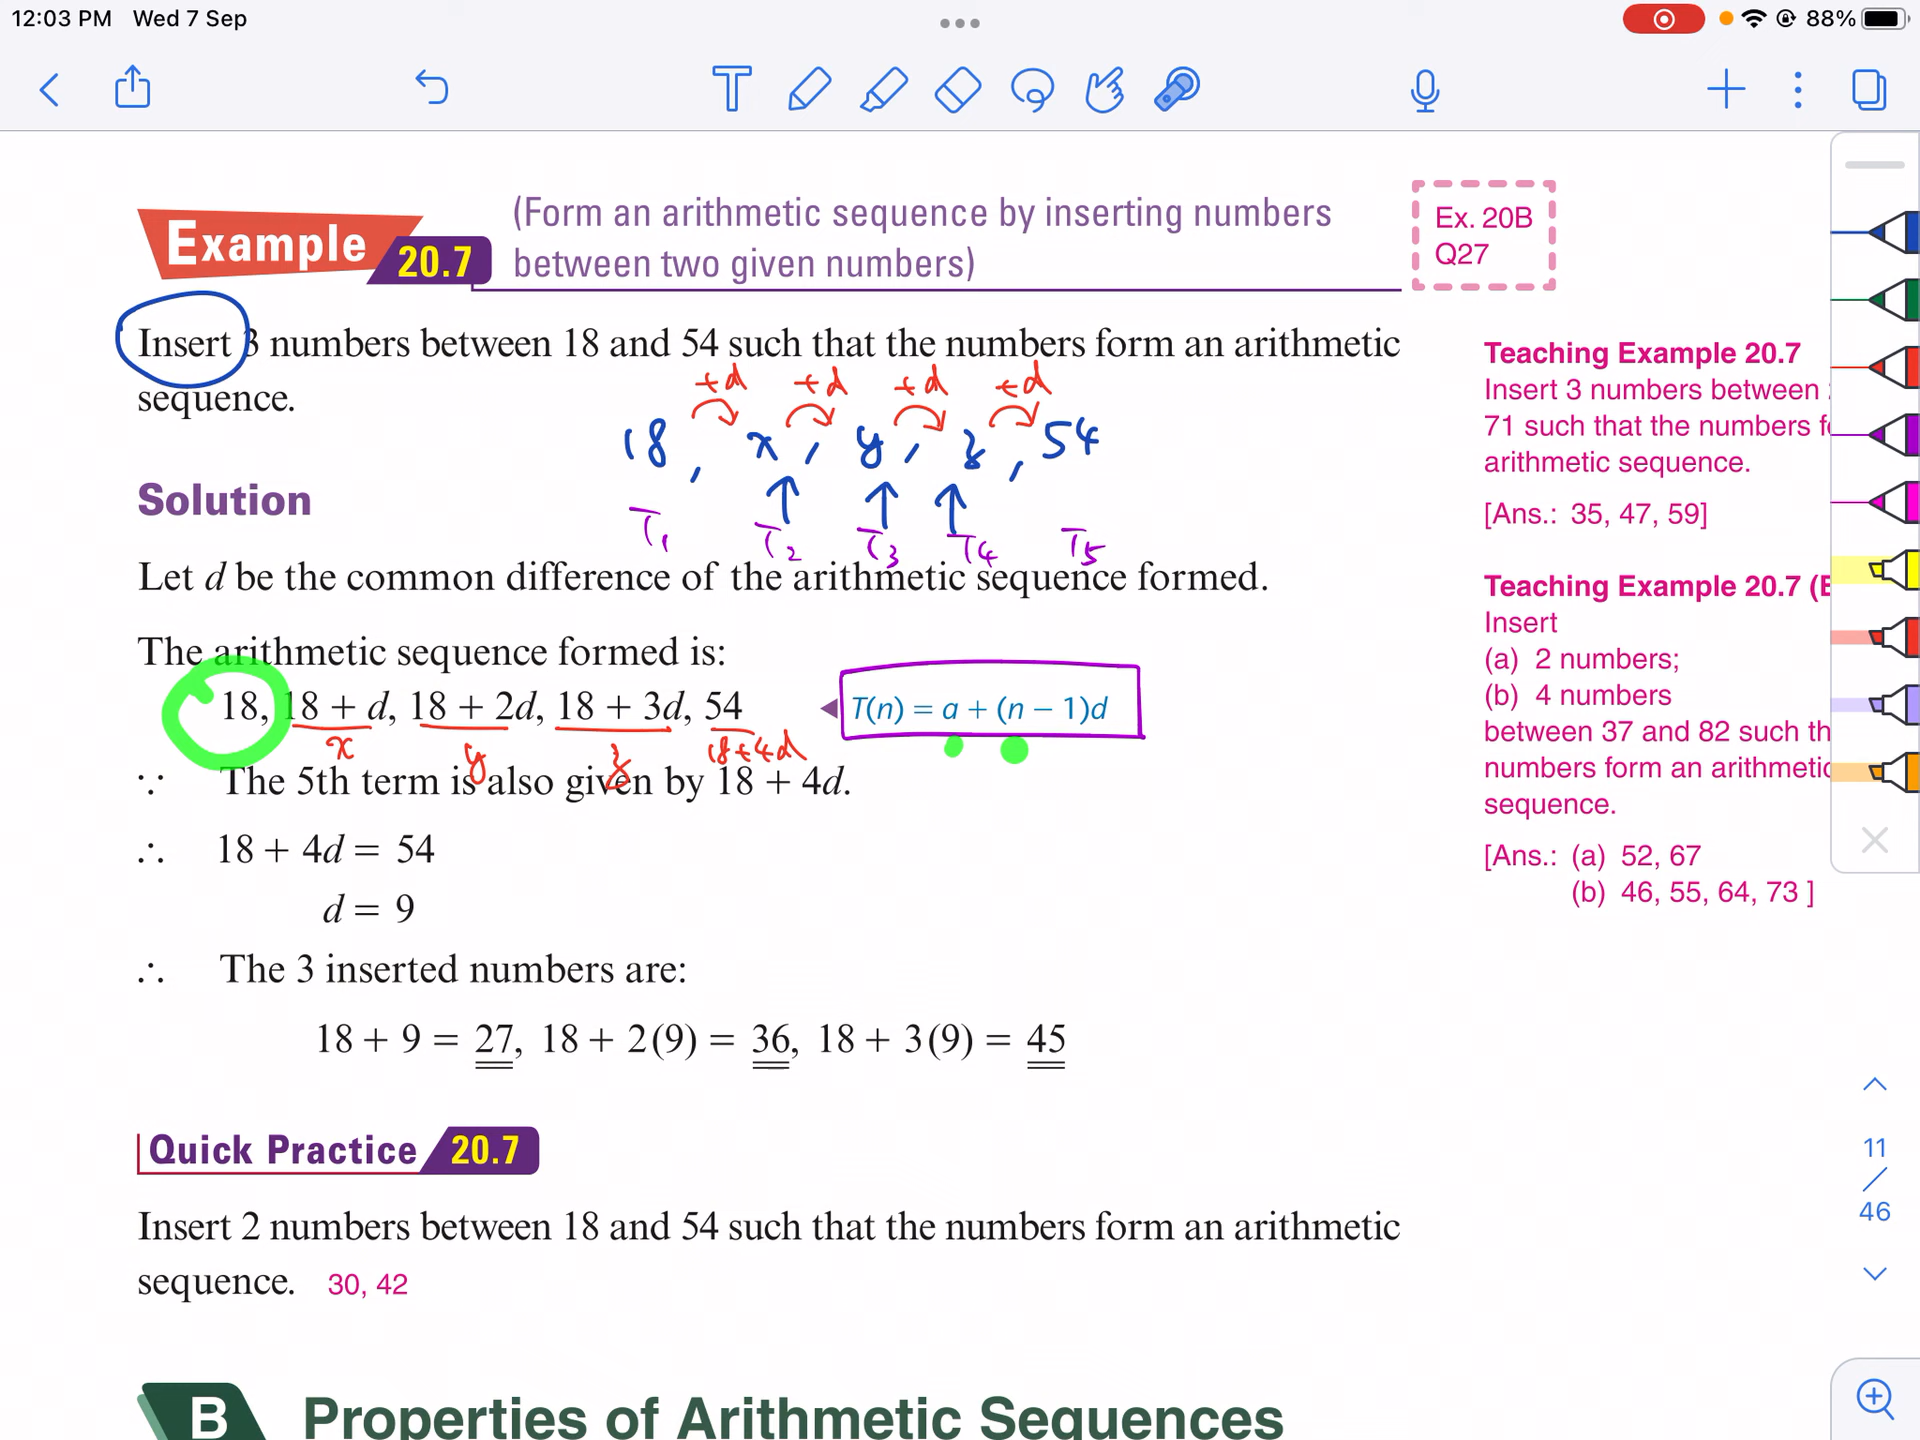 12:03 PM Wed 7 Sep
88%
T
Example 20.7
(Form an arithmetic sequence by inserting numbers
between two given numbers)
Ex. 20B
Q27
Insert 3 numbers between 18 and 54 such that the numbers form an arithmetic
sequence.
+d +d +d +d
18, x, y, z, 54
T₁ T₂ T₃ T₄ T₅
Solution
Let d be the common difference of the arithmetic sequence formed.
The arithmetic sequence formed is:
18, 18 + d, 18 + 2d, 18 + 3d, 54
T(n) = a + (n − 1)d
x y z 18+4d
∵ The 5th term is also given by 18 + 4d.
∴ 18 + 4d = 54
d = 9
∴ The 3 inserted numbers are:
18 + 9 = 27, 18 + 2(9) = 36, 18 + 3(9) = 45
Quick Practice 20.7
Insert 2 numbers between 18 and 54 such that the numbers form an arithmetic
sequence. 30, 42
B Properties of Arithmetic Sequences
Teaching Example 20.7
Insert 3 numbers between
71 such that the numbers
arithmetic sequence.
[Ans.: 35, 47, 59]
Teaching Example 20.7 (
Insert
(a) 2 numbers;
(b) 4 numbers
between 37 and 82 such
numbers form an
sequence.
[Ans.: (a) 52, 67
(b) 46, 55, 64, 73 ]
11
/
46